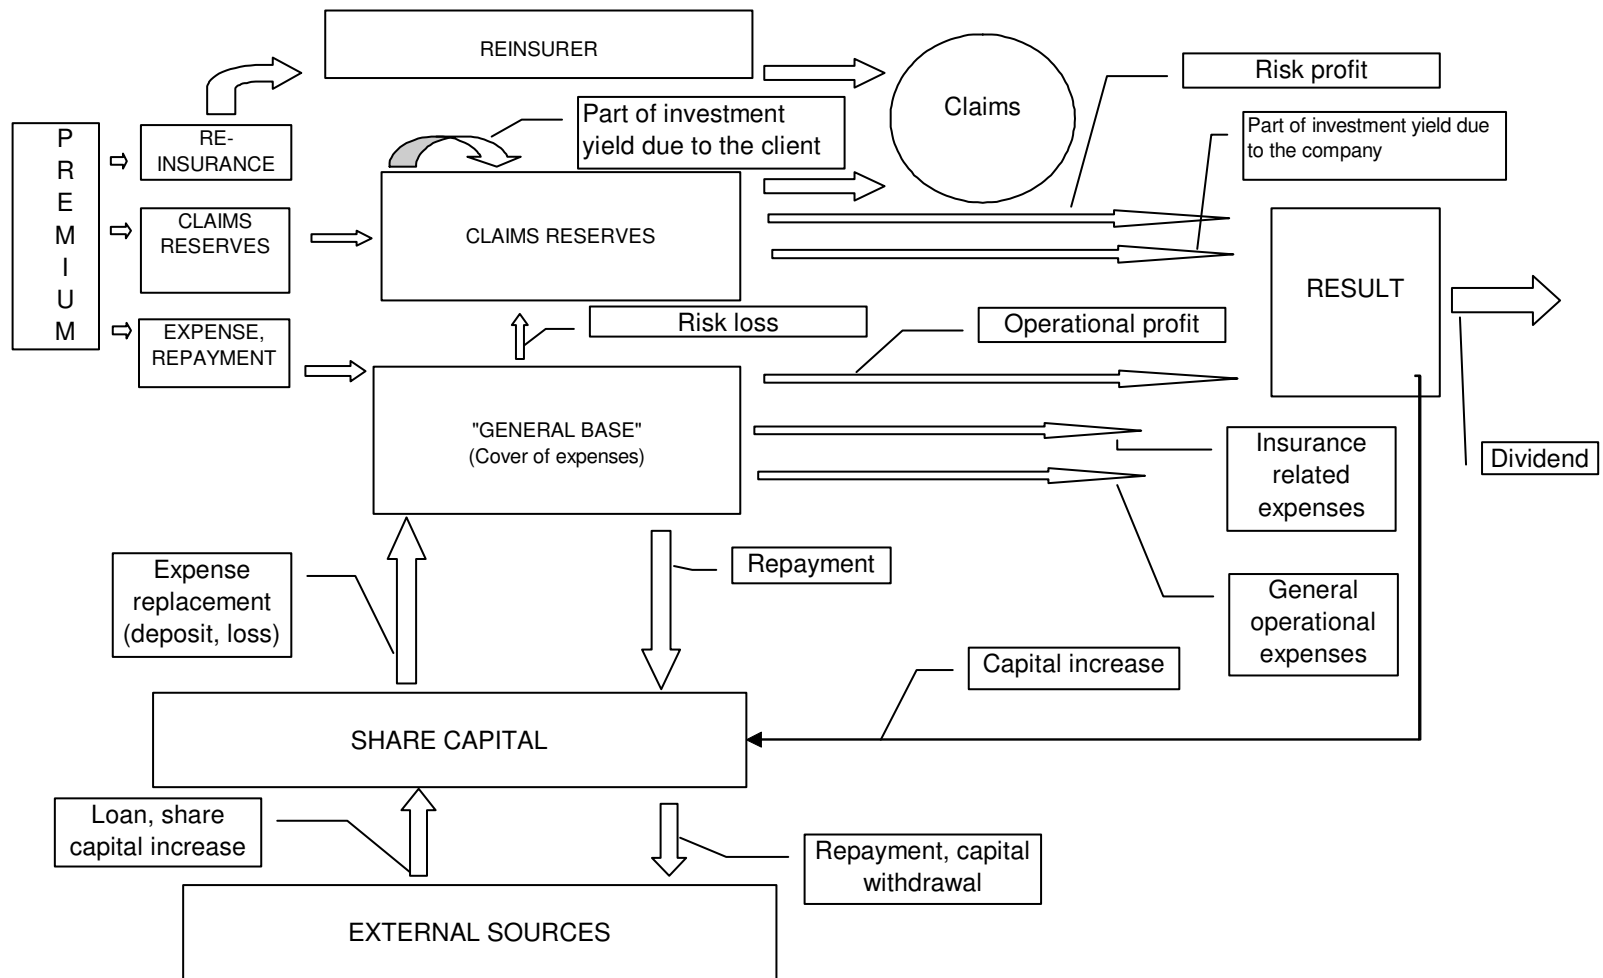 REINSURER
Claims
Risk profit
Part of investment
yield due to the client
Part of investment yield due
to the company
P
R
E
M
I
U
M
RE-
INSURANCE
CLAIMS
RESERVES
CLAIMS RESERVES
RESULT
EXPENSE,
REPAYMENT
Risk loss
Operational profit
"GENERAL BASE"
(Cover of expenses)
Insurance
related
expenses
Dividend
Expense
replacement
(deposit, loss)
Repayment
General
operational
expenses
Capital increase
SHARE CAPITAL
Loan, share
capital increase
Repayment, capital
withdrawal
EXTERNAL SOURCES